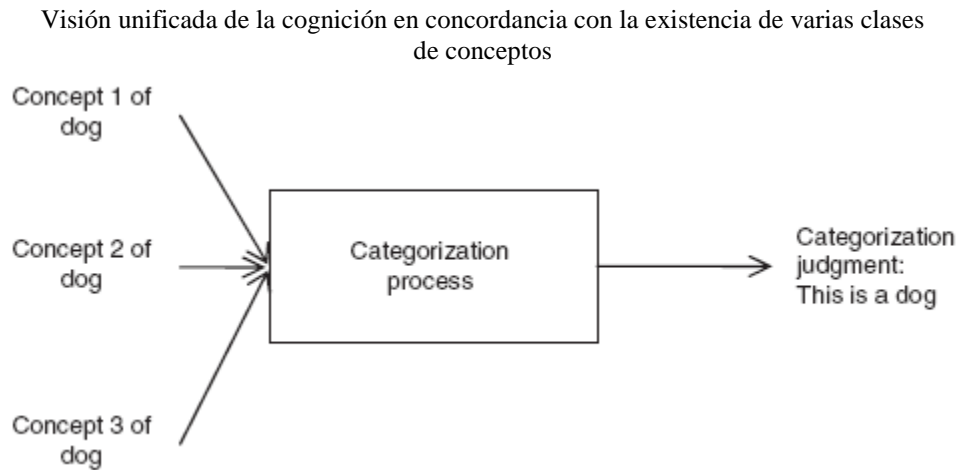 Visión unificada de la cognición en concordancia con la existencia de varias clases
de conceptos
Concept 1 of
dog
Concept 2 of
dog
Concept 3 of
dog
Categorization
process
Categorization
judgment:
This is a dog